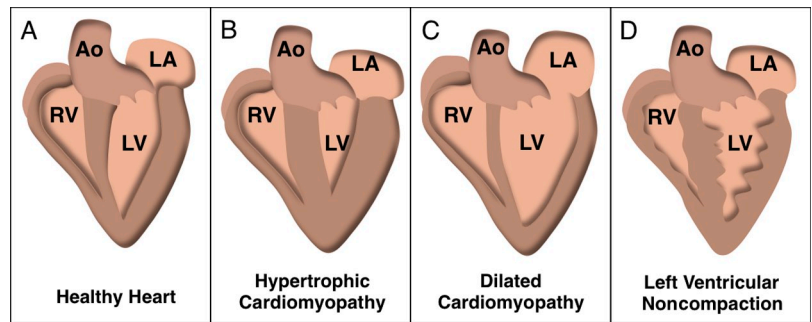 A
Ao
LA
RV
LV
Healthy Heart
B
Ao
LA
RV
LV
Hypertrophic
Cardiomyopathy
C
Ao
LA
RV
LV
Dilated
Cardiomyopathy
D
Ao
LA
RV
LV
Left Ventricular
Noncompaction